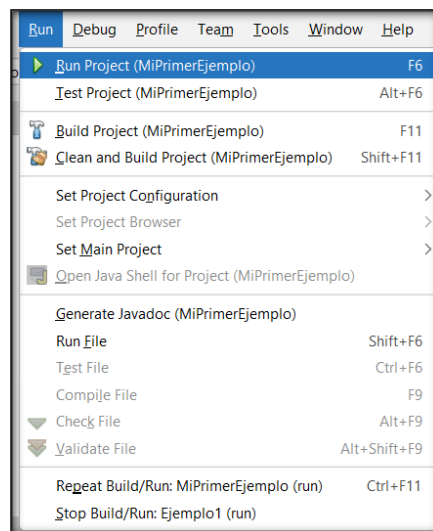 Run Debug Profile Team Tools Window Help
Run Project (MiPrimerEjemplo) F6
Test Project (MiPrimerEjemplo) Alt+F6
Build Project (MiPrimerEjemplo) F11
Clean and Build Project (MiPrimerEjemplo) Shift+F11
Set Project Configuration
Set Project Browser
Set Main Project
Open Java Shell for Project (MiPrimerEjemplo)
Generate Javadoc (MiPrimerEjemplo)
Run File Shift+F6
Test File Ctrl+F6
Compile File F9
Check File Alt+F9
Validate File Alt+Shift+F9
Repeat Build/Run: MiPrimerEjemplo (run) Ctrl+F11
Stop Build/Run: Ejemplo1 (run)